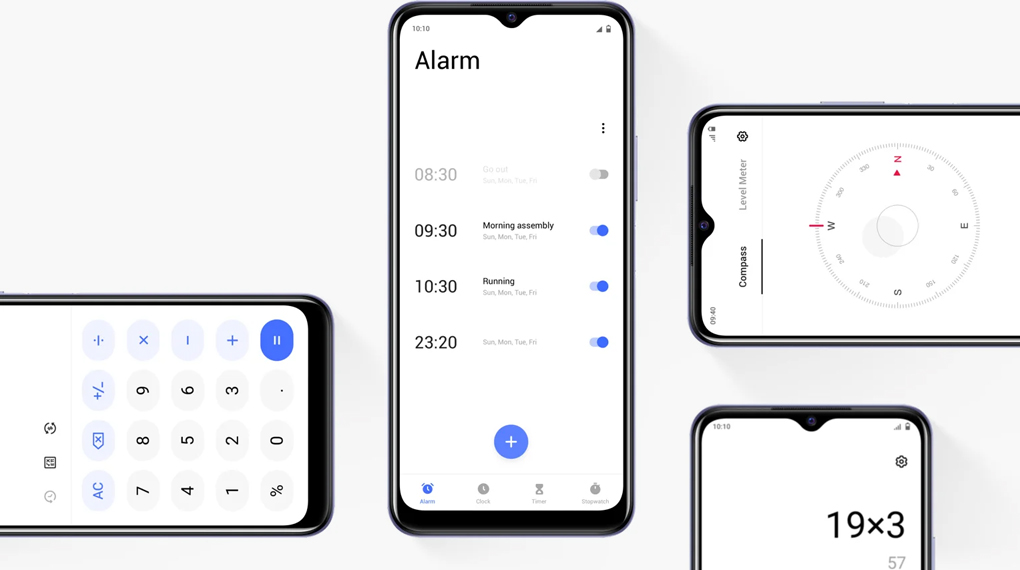 10:10
Alarm
08:30
Go out
Sun, Mon, Tue, Fri
09:30
Morning assembly
Sun, Mon, Tue, Fri
10:30
Running
Sun, Mon, Tue, Fri
23:20
Sun, Mon, Tue, Fri
+
Alarm
Clock
Timer
Stopwatch
÷ × − + =
+/- 9 6 3 .
8 5 2 0
AC 7 4 1 %
Level Meter
Compass
09:40
N
30
60
E
120
150
S
210
240
W
300
330
10:10
19×3
57